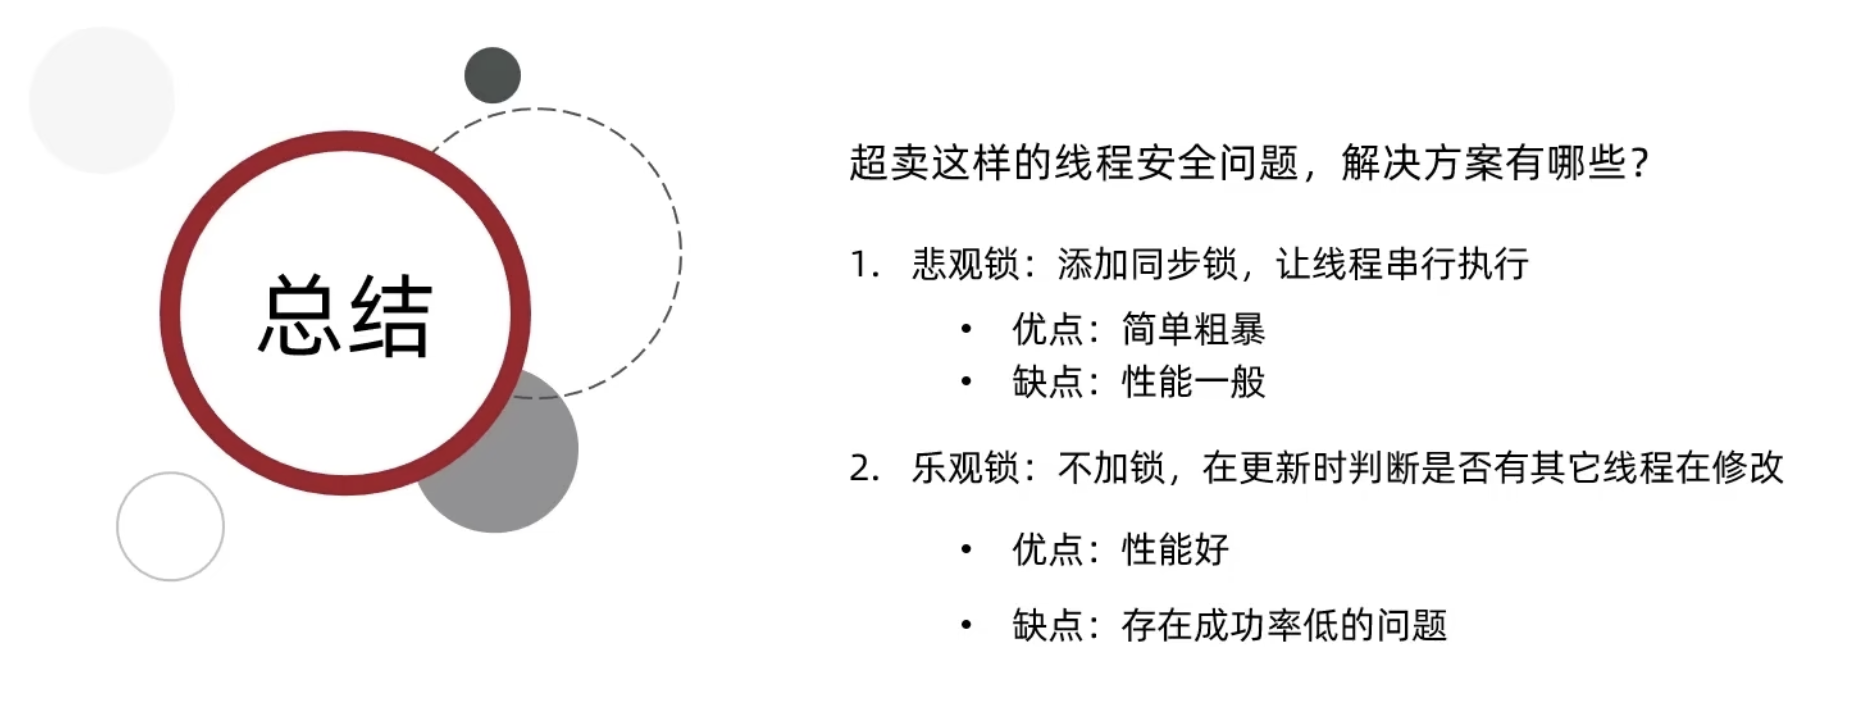 总结
超卖这样的线程安全问题，解决方案有哪些？
1. 悲观锁：添加同步锁，让线程串行执行
• 优点：简单粗暴
• 缺点：性能一般
2. 乐观锁：不加锁，在更新时判断是否有其它线程在修改
• 优点：性能好
• 缺点：存在成功率低的问题